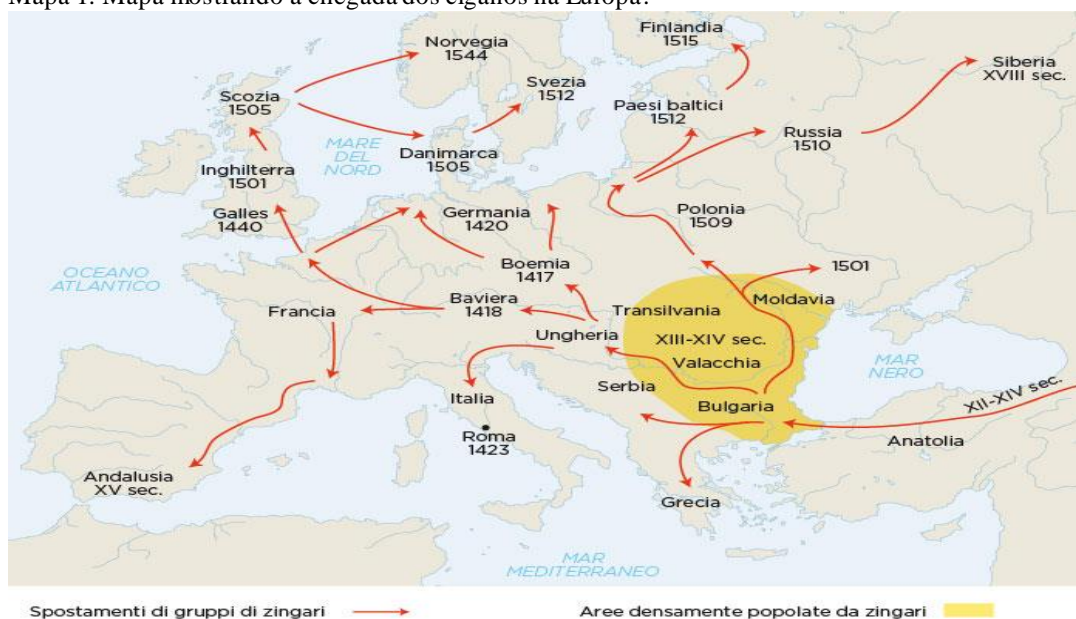 Mapa 1: Mapa mostrando a chegada dos ciganos na Europa.
Norvegia
1544
Finlandia
1515
Siberia
XVIII sec.
Svezia
1512
Scozia
1505
Paesi baltici
1512
Russia
1510
MARE
DEL
NORD
Danimarca
1505
Inghilterra
1501
Galles
1440
Germania
1420
Polonia
1509
OCEANO
ATLANTICO
Boemia
1417
1501
Baviera
1418
Francia
Transilvania
Moldavia
Ungheria
XIII-XIV sec.
Valacchia
MAR
NERO
Serbia
Italia
Bulgaria
XII-XIV sec.
Roma
1423
Anatolia
Andalusia
XV sec.
Grecia
MAR
MEDITERRANEO
Spostamenti di gruppi di zingari
Aree densamente popolate da zingari